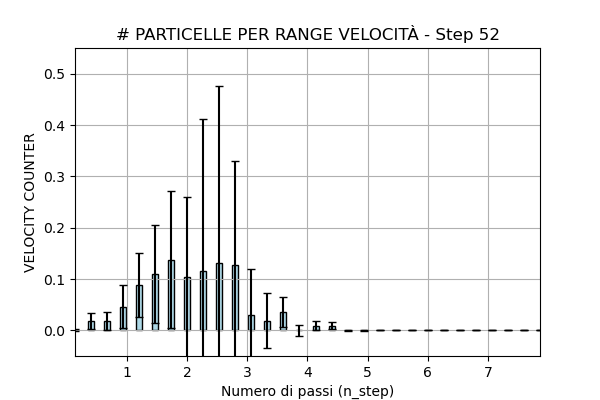 # PARTICELLE PER RANGE VELOCITÀ - Step 52
VELOCITY COUNTER
0.5
0.4
0.3
0.2
0.1
0.0
1 2 3 4 5 6 7
Numero di passi (n_step)